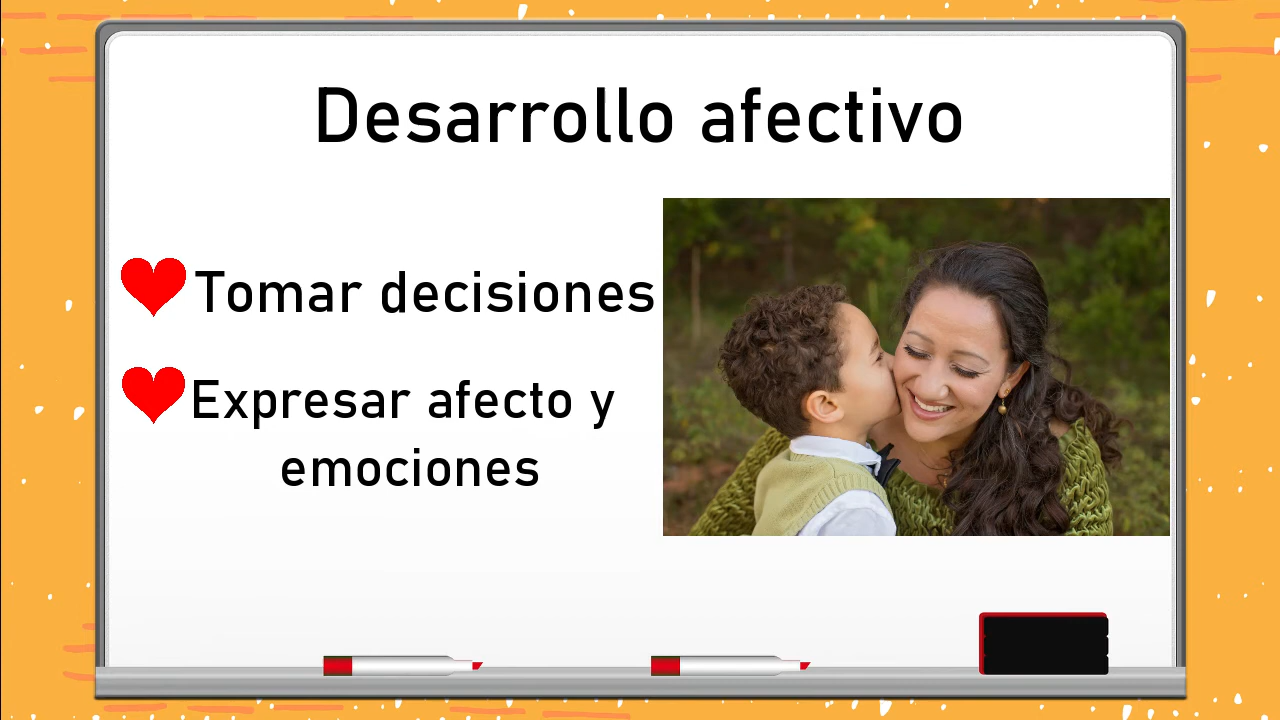 Desarrollo afectivo
Tomar decisiones
Expresar afecto y
emociones